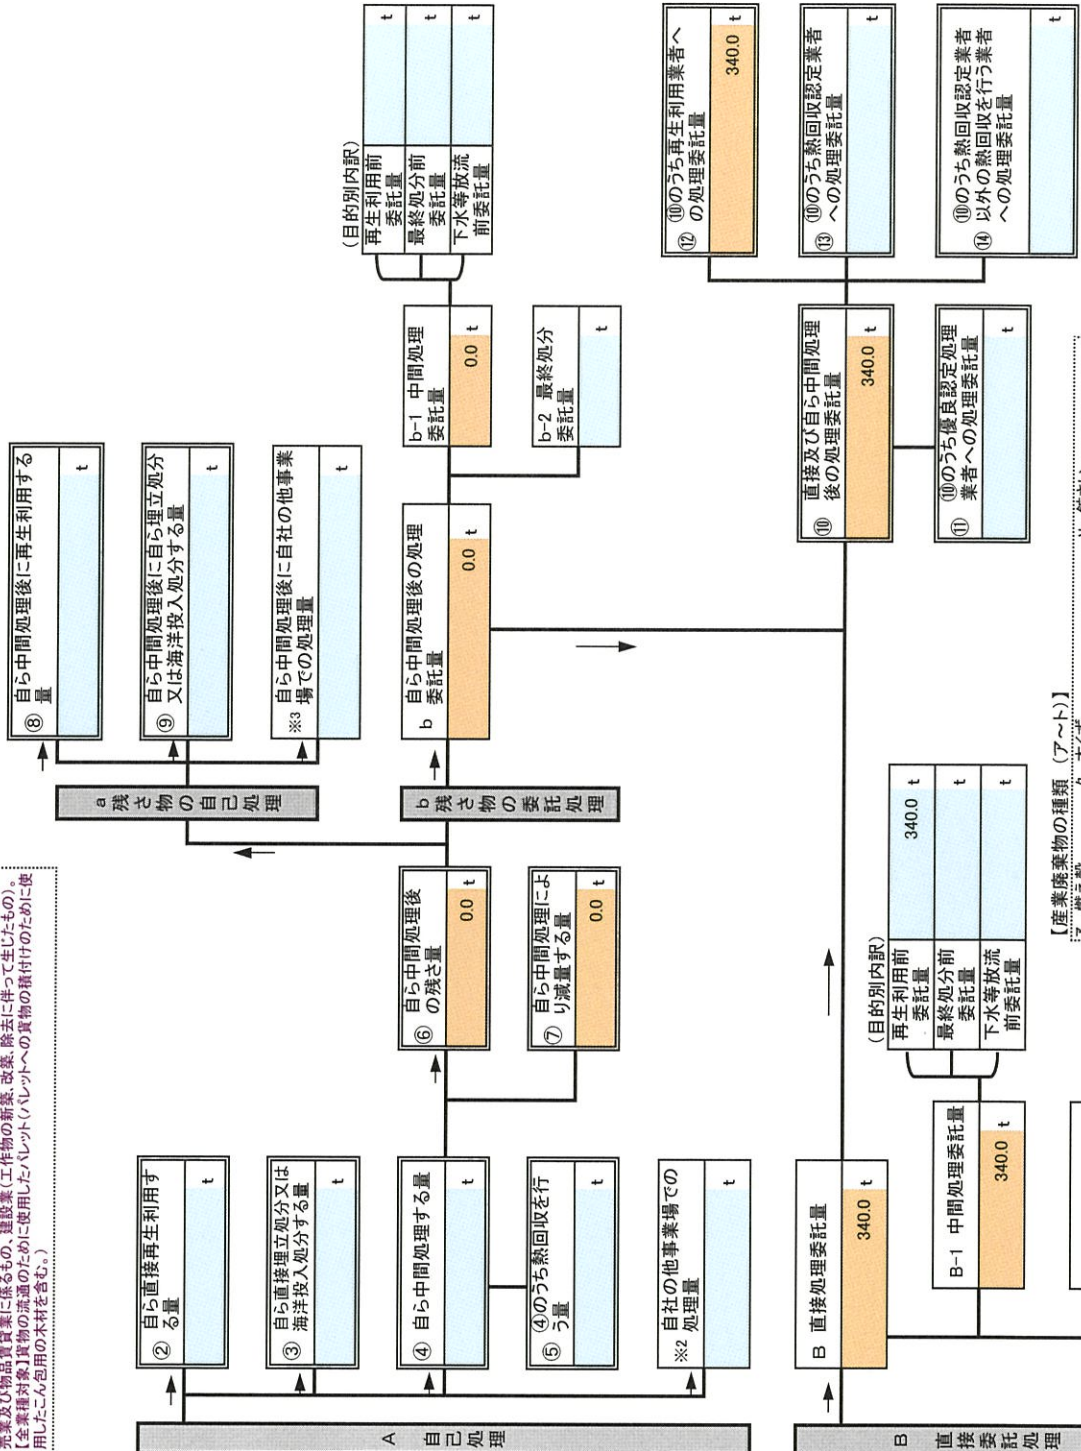 売業及び物品賃貸業に係るもの、建設業(工作物の新築、改築、除去に伴って生じたもの)。
【全業種対象】貨物の流通のために使用したパレット(パレットへの貨物の積付けのために使
用したこん包用の木材を含む。)
A
自己処理
② 自ら直接再生利用す
る量
t
③ 自ら直接埋立処分又は
海洋投入処分する量
t
④ 自ら中間処理する量
t
⑤ ④のうち熱回収を行
う量
t
※2 自社の他事業場での
処理量
t
⑥ 自ら中間処理後
の残さ量
0.0 t
⑦ 自ら中間処理によ
り減量する量
0.0 t
a
残さ物の自己処理
⑧ 自ら中間処理後に再生利用する
量
t
⑨ 自ら中間処理後に自ら埋立処分
又は海洋投入処分する量
t
※3 自ら中間処理後に自社の他事業
場での処理量
t
b
残さ物の委託処理
b 自ら中間処理後の処理
委託量
0.0 t
b-1 中間処理
委託量
0.0 t
b-2 最終処分
委託量
t
(目的別内訳)
再生利用前
委託量
t
最終処分前
委託量
t
下水等放流
前委託量
t
B
直接委託処理
B 直接処理委託量
340.0 t
B-1 中間処理委託量
340.0 t
(目的別内訳)
再生利用前
委託量
340.0 t
最終処分前
委託量
t
下水等放流
前委託量
t
⑩ 直接及び自ら中間処理
後の処理委託量
340.0 t
⑪ ⑩のうち優良認定処理
業者への処理委託量
t
⑫ ⑩のうち再生利用業者へ
の処理委託量
340.0 t
⑬ ⑩のうち熱回収認定業者
への処理委託量
t
⑭ ⑩のうち熱回収認定業者
以外の熱回収を行う業者
への処理委託量
t
【産業廃棄物の種類(ア~ト)】